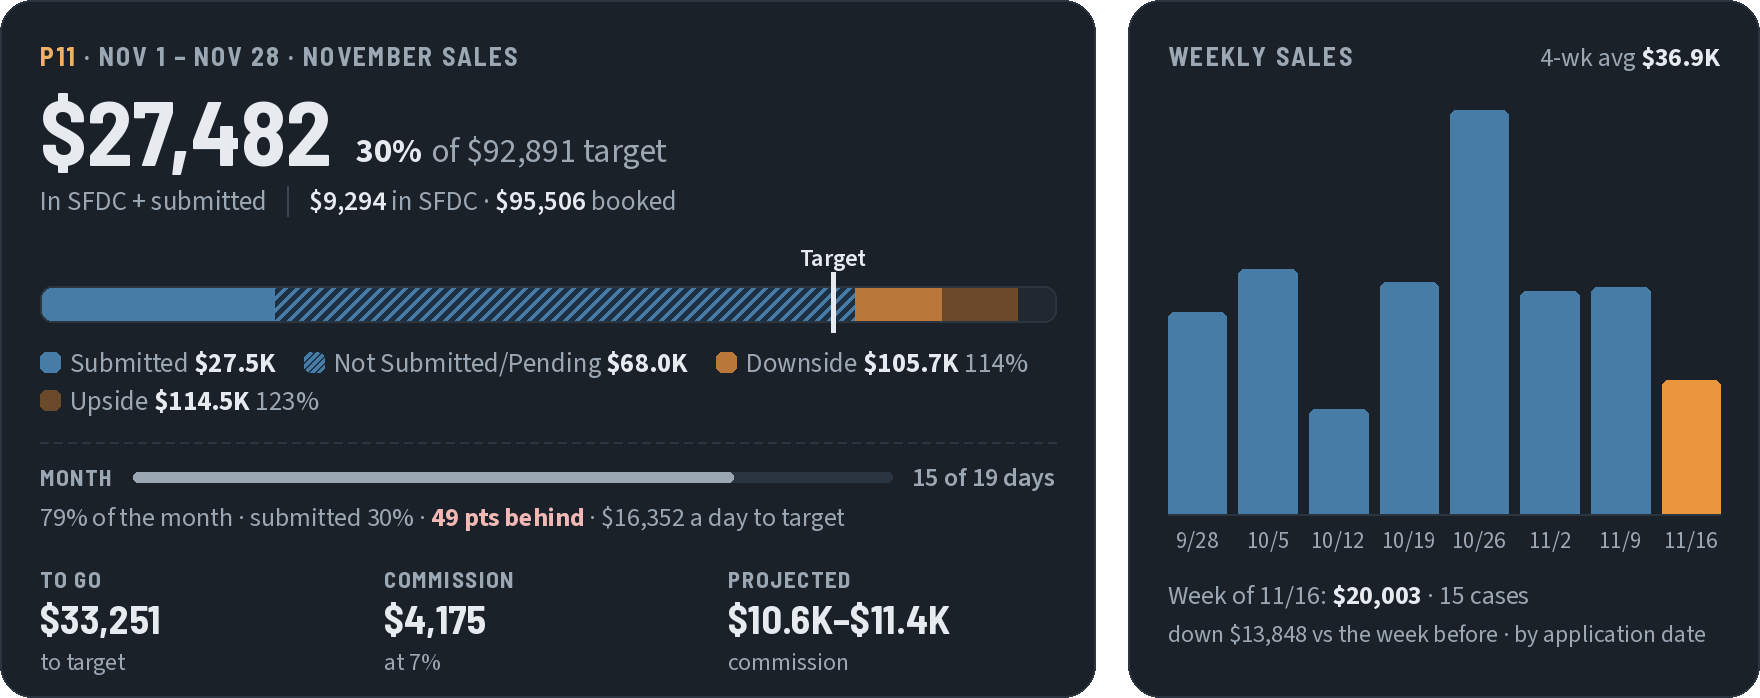 P11 · NOV 1 – NOV 28 · NOVEMBER SALES
$27,482 30% of $92,891 target
In SFDC + submitted $9,294 in SFDC · $95,506 booked
Target
Submitted $27.5K Not Submitted/Pending $68.0K Downside $105.7K 114%
Upside $114.5K 123%
MONTH 15 of 19 days
79% of the month · submitted 30% · 49 pts behind · $16,352 a day to target
TO GO COMMISSION PROJECTED
$33,251 $4,175 $10.6K–$11.4K
to target at 7% commission
WEEKLY SALES 4-wk avg $36.9K
9/28 10/5 10/12 10/19 10/26 11/2 11/9 11/16
Week of 11/16: $20,003 · 15 cases
down $13,848 vs the week before · by application date